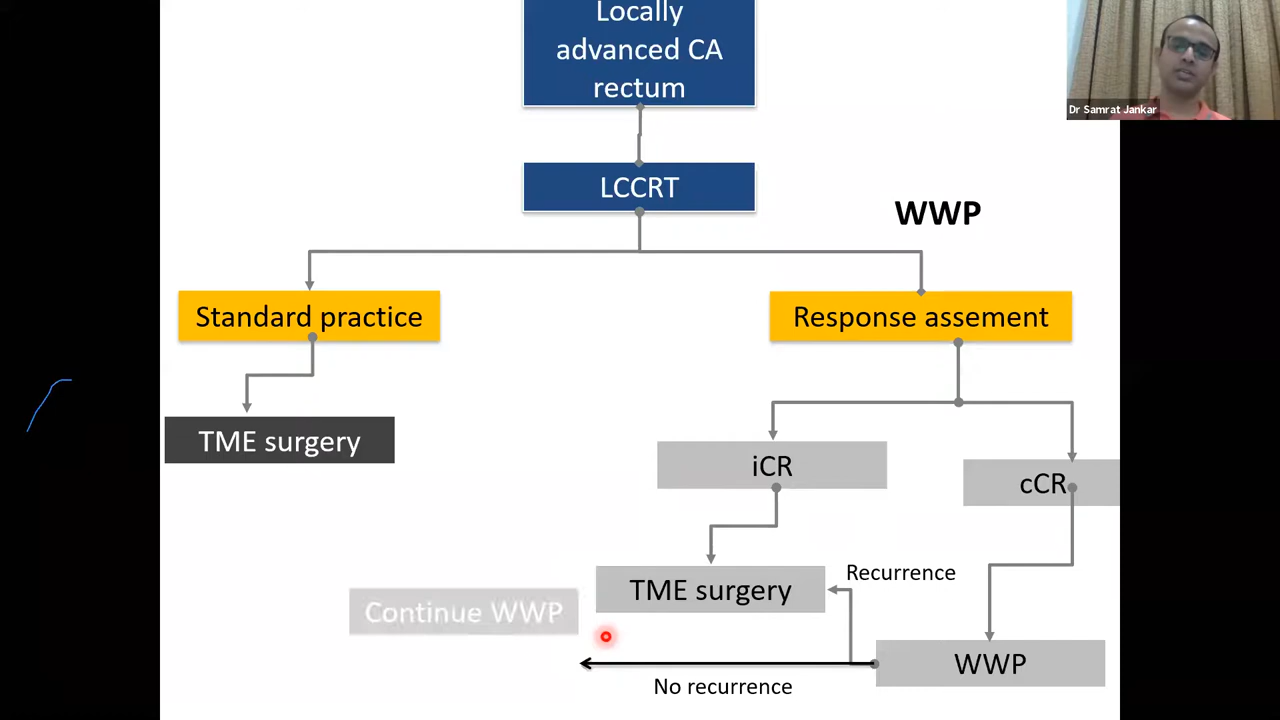 Locally
advanced CA
rectum
Dr Samrat Jankar
LCCRT
WWP
Standard practice
Response assement
TME surgery
iCR
cCR
Recurrence
TME surgery
Continue WWP
WWP
No recurrence